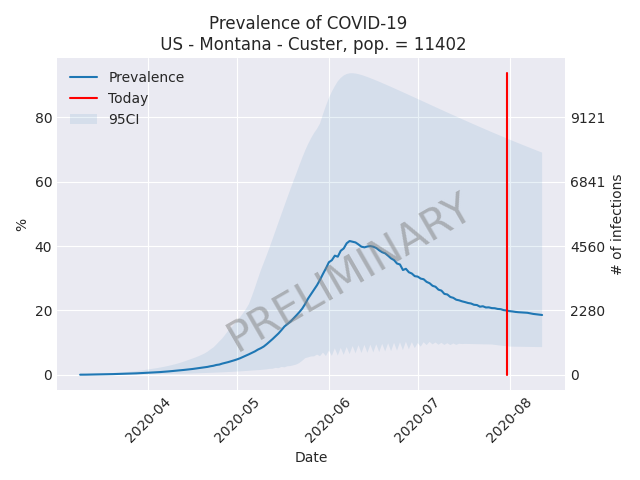 Prevalence of COVID-19
US - Montana - Custer, pop. = 11402
Prevalence
Today
95CI
80
60
40
20
0
%
9121
6841
4560
2280
0
# of infections
PRELIMINARY
2020-04
2020-05
2020-06
2020-07
2020-08
Date